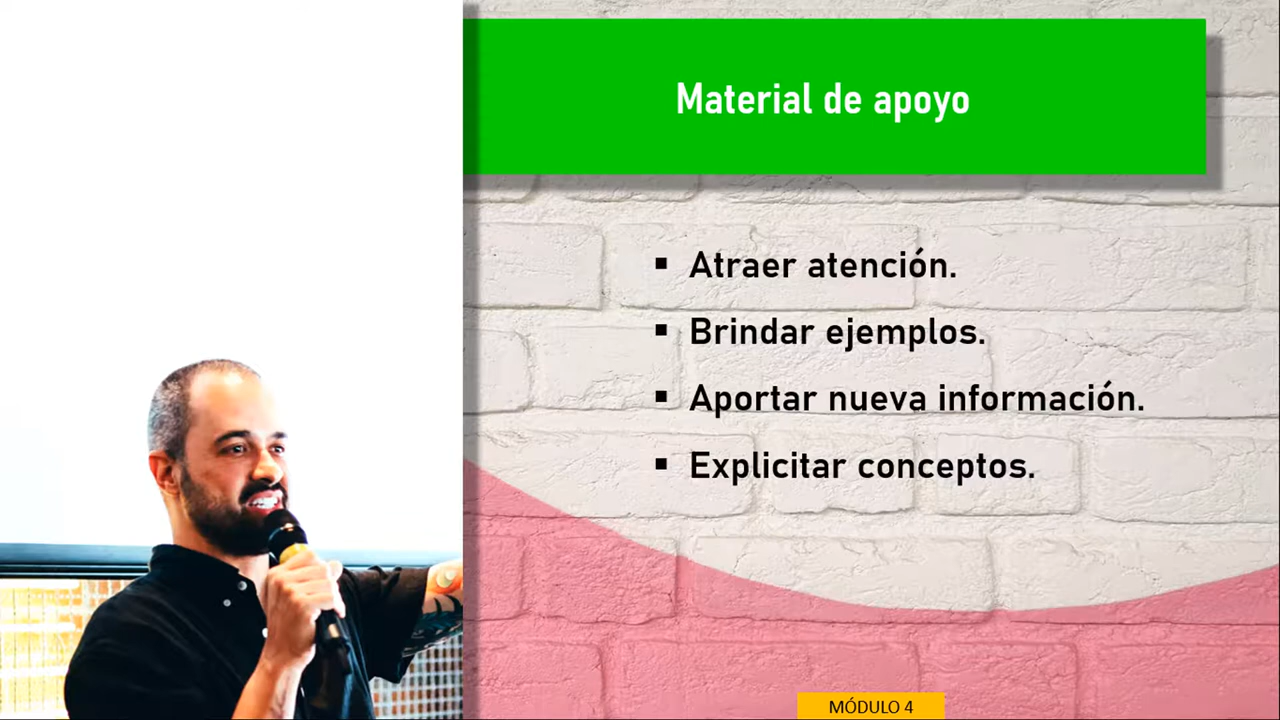 Material de apoyo
▪ Atraer atención.
▪ Brindar ejemplos.
▪ Aportar nueva información.
▪ Explicitar conceptos.
MÓDULO 4